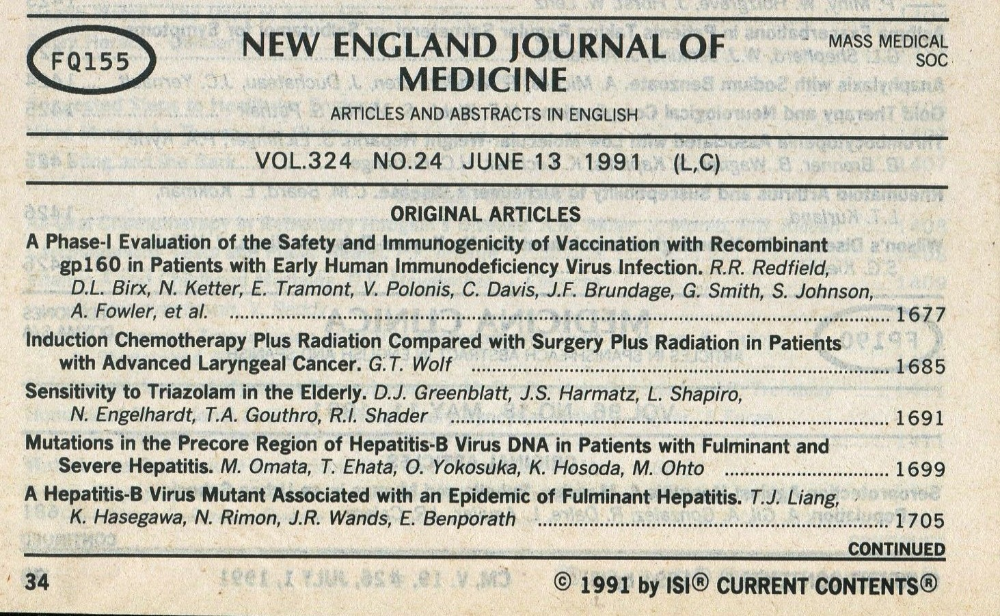 FQ155
NEW ENGLAND JOURNAL OF
MEDICINE
MASS MEDICAL
SOC
ARTICLES AND ABSTRACTS IN ENGLISH
VOL.324 NO.24 JUNE 13 1991 (L,C)
ORIGINAL ARTICLES
A Phase-I Evaluation of the Safety and Immunogenicity of Vaccination with Recombinant
gp160 in Patients with Early Human Immunodeficiency Virus Infection. R.R. Redfield,
D.L. Birx, N. Ketter, E. Tramont, V. Polonis, C. Davis, J.F. Brundage, G. Smith, S. Johnson,
A. Fowler, et al. ........ 1677
Induction Chemotherapy Plus Radiation Compared with Surgery Plus Radiation in Patients
with Advanced Laryngeal Cancer. G.T. Wolf ........ 1685
Sensitivity to Triazolam in the Elderly. D.J. Greenblatt, J.S. Harmatz, L. Shapiro,
N. Engelhardt, T.A. Gouthro, R.I. Shader ........ 1691
Mutations in the Precore Region of Hepatitis-B Virus DNA in Patients with Fulminant and
Severe Hepatitis. M. Omata, T. Ehata, O. Yokosuka, K. Hosoda, M. Ohto ........ 1699
A Hepatitis-B Virus Mutant Associated with an Epidemic of Fulminant Hepatitis. T.J. Liang,
K. Hasegawa, N. Rimon, J.R. Wands, E. Benporath ........ 1705
CONTINUED
34
© 1991 by ISI® CURRENT CONTENTS®